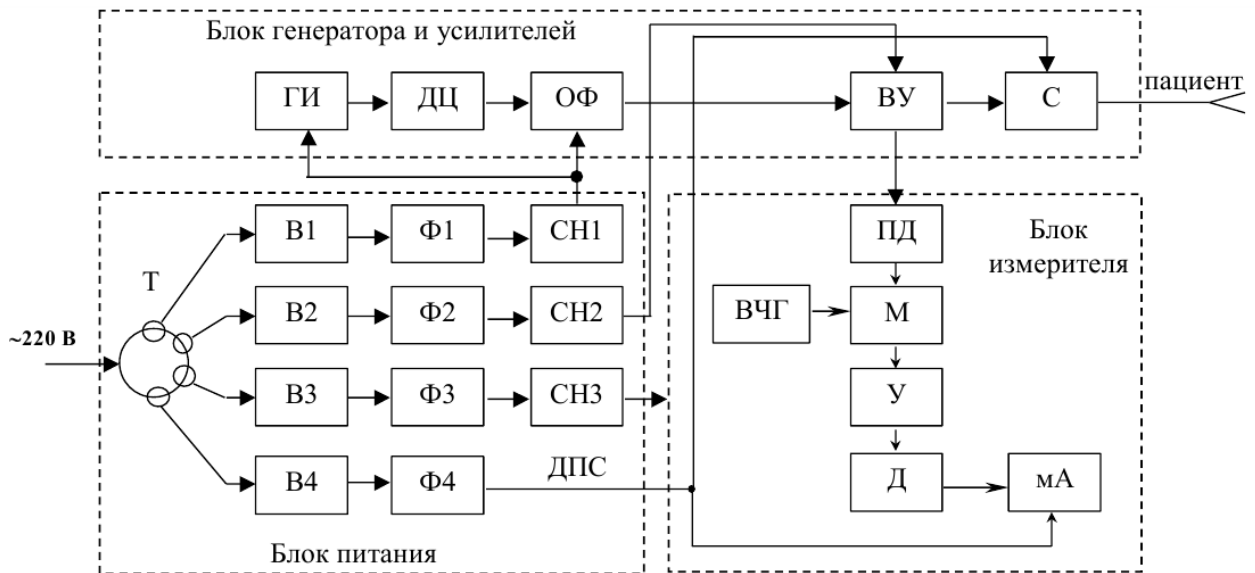 Блок генератора и усилителей
ГИ
ДЦ
ОФ
ВУ
С
пациент
В1
Ф1
СН1
ПД
Блок
измерителя
Т
В2
Ф2
СН2
ВЧГ
М
~220 В
В3
Ф3
СН3
У
В4
Ф4
ДПС
Д
мА
Блок питания